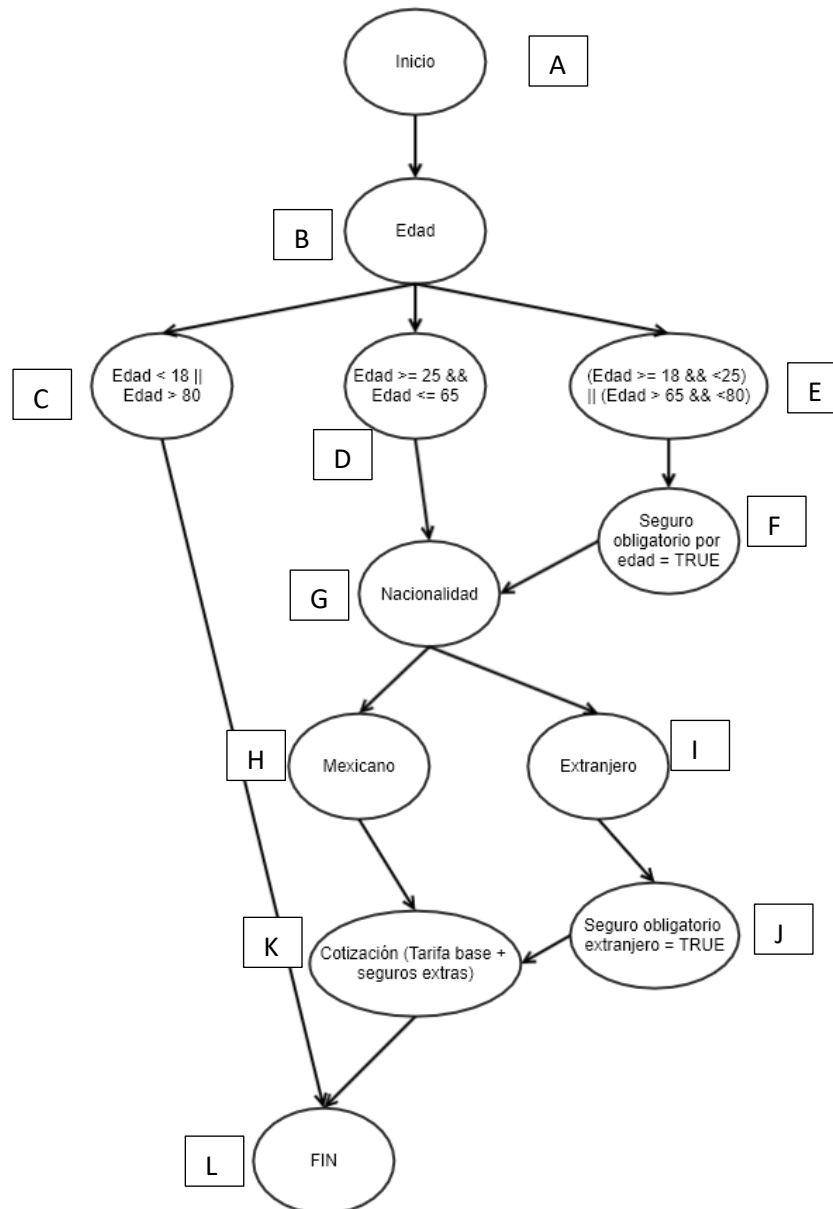 Inicio
A
B
Edad
C
Edad < 18 ||
Edad > 80
Edad >= 25 &&
Edad <= 65
(Edad >= 18 && <25)
|| (Edad > 65 && <80)
E
D
Seguro
obligatorio por
edad = TRUE
F
G
Nacionalidad
H
Mexicano
Extranjero
I
K
Cotización (Tarifa base +
seguros extras)
Seguro obligatorio
extranjero = TRUE
J
L
FIN